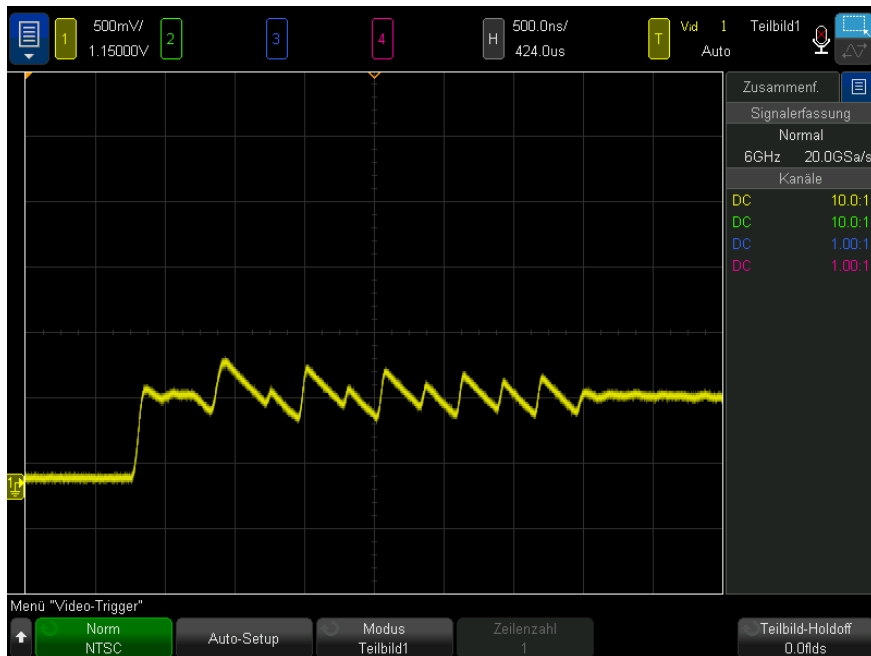 1
500mV/
1.15000V
2
3
4
H
500.0ns/
424.0us
T
Vid 1 Teilbild1
Auto
Zusammenf.
Signalerfassung
Normal
6GHz 20.0GSa/s
Kanäle
DC 10.0:1
DC 10.0:1
DC 1.00:1
DC 1.00:1
1
Menü "Video-Trigger"
Norm
NTSC
Auto-Setup
Modus
Teilbild1
Zeilenzahl
1
Teilbild-Holdoff
0.0flds